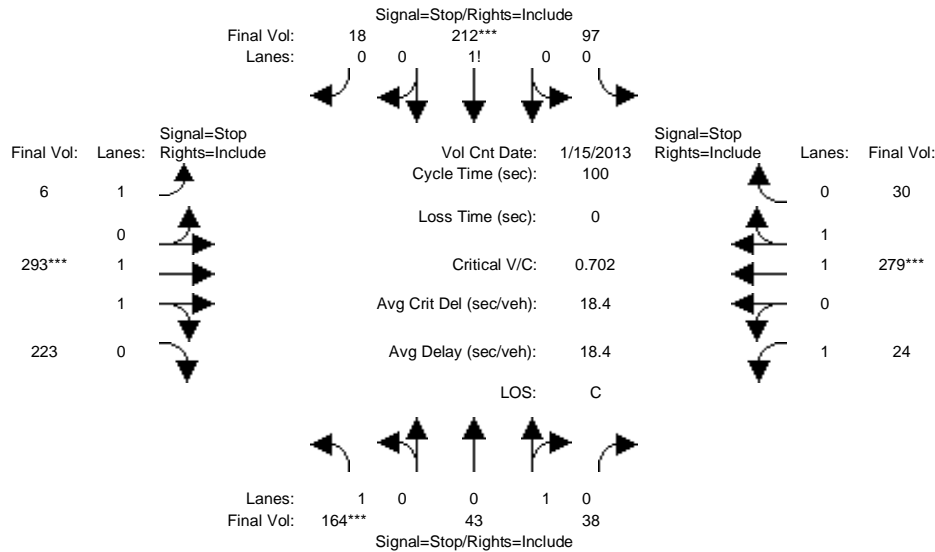 Signal=Stop/Rights=Include
Final Vol: 18 212*** 97
Lanes: 0 0 1! 0 0
Signal=Stop
Final Vol: Lanes: Rights=Include
Vol Cnt Date: 1/15/2013
Signal=Stop
Rights=Include Lanes: Final Vol:
Cycle Time (sec): 100
6 1
0 30
Loss Time (sec): 0
0
1
293*** 1
Critical V/C: 0.702
1 279***
1
Avg Crit Del (sec/veh): 18.4
0
223 0
Avg Delay (sec/veh): 18.4
1 24
LOS: C
Lanes: 1 0 0 1 0
Final Vol: 164*** 43 38
Signal=Stop/Rights=Include